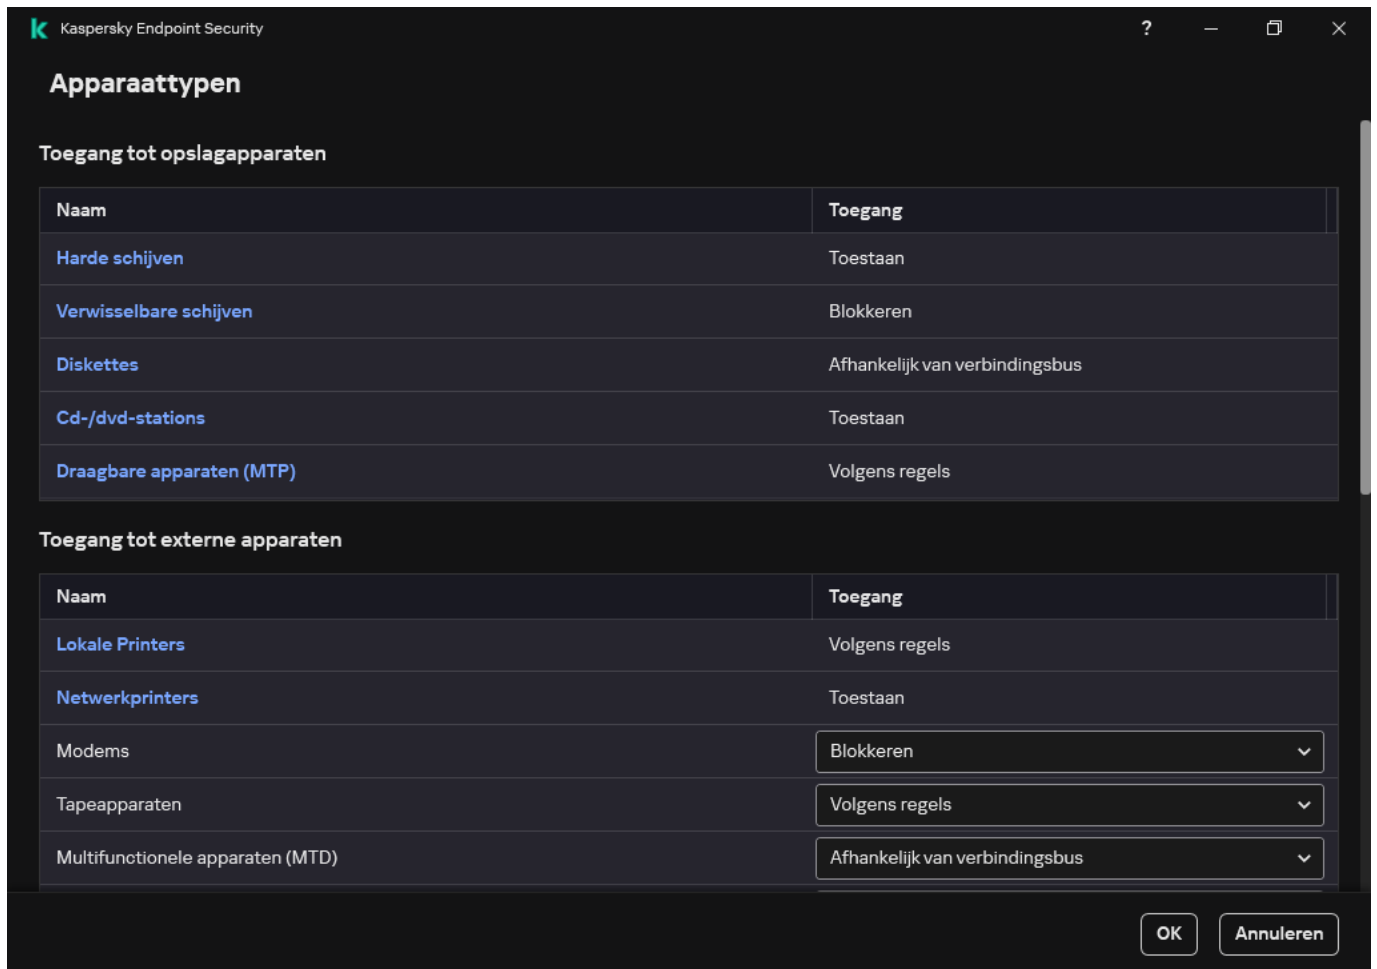 Kaspersky Endpoint Security ?
Apparaattypen
Toegang tot opslagapparaten
Naam Toegang
Harde schijven Toestaan
Verwisselbare schijven Blokkeren
Diskettes Afhankelijk van verbindingsbus
Cd-/dvd-stations Toestaan
Draagbare apparaten (MTP) Volgens regels
Toegang tot externe apparaten
Naam Toegang
Lokale Printers Volgens regels
Netwerkprinters Toestaan
Modems Blokkeren
Tapeapparaten Volgens regels
Multifunctionele apparaten (MTD) Afhankelijk van verbindingsbus
OK Annuleren